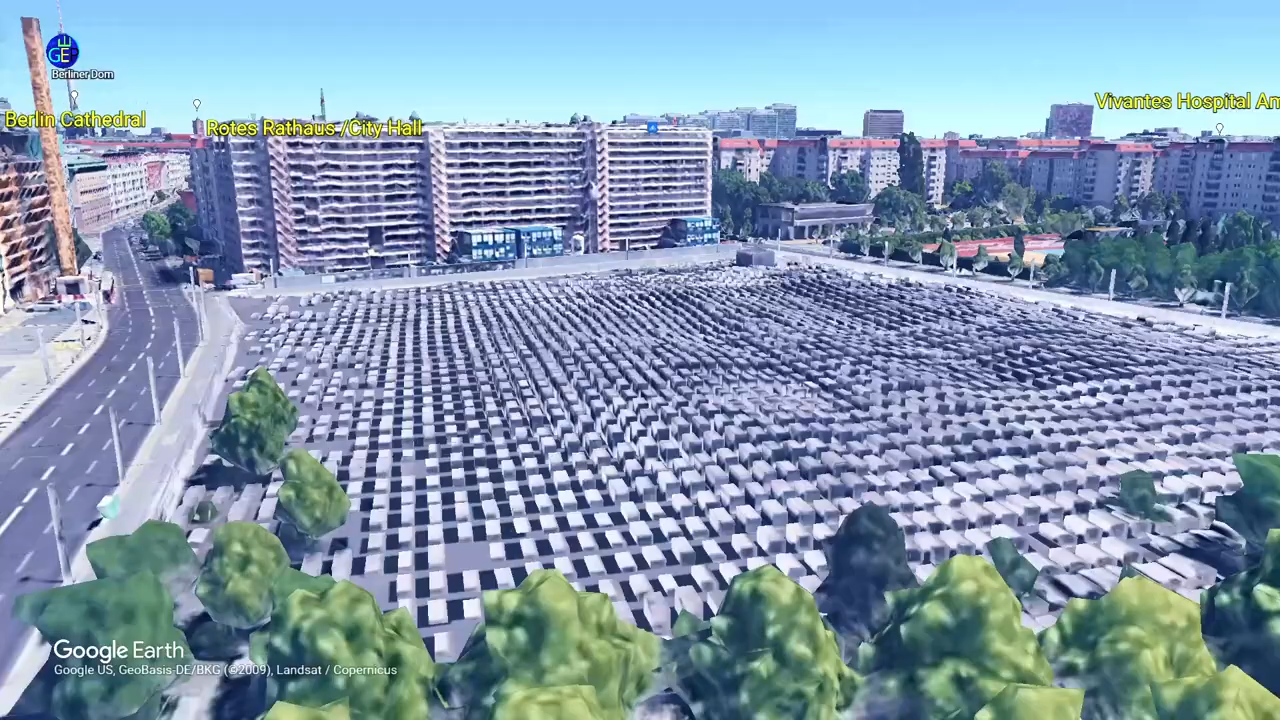 GEP
Berliner Dom
Berlin Cathedral
Rotes Rathaus /City Hall
Vivantes Hospital Am
Google Earth
Google US, GeoBasis-DE/BKG (©2009), Landsat / Copernicus